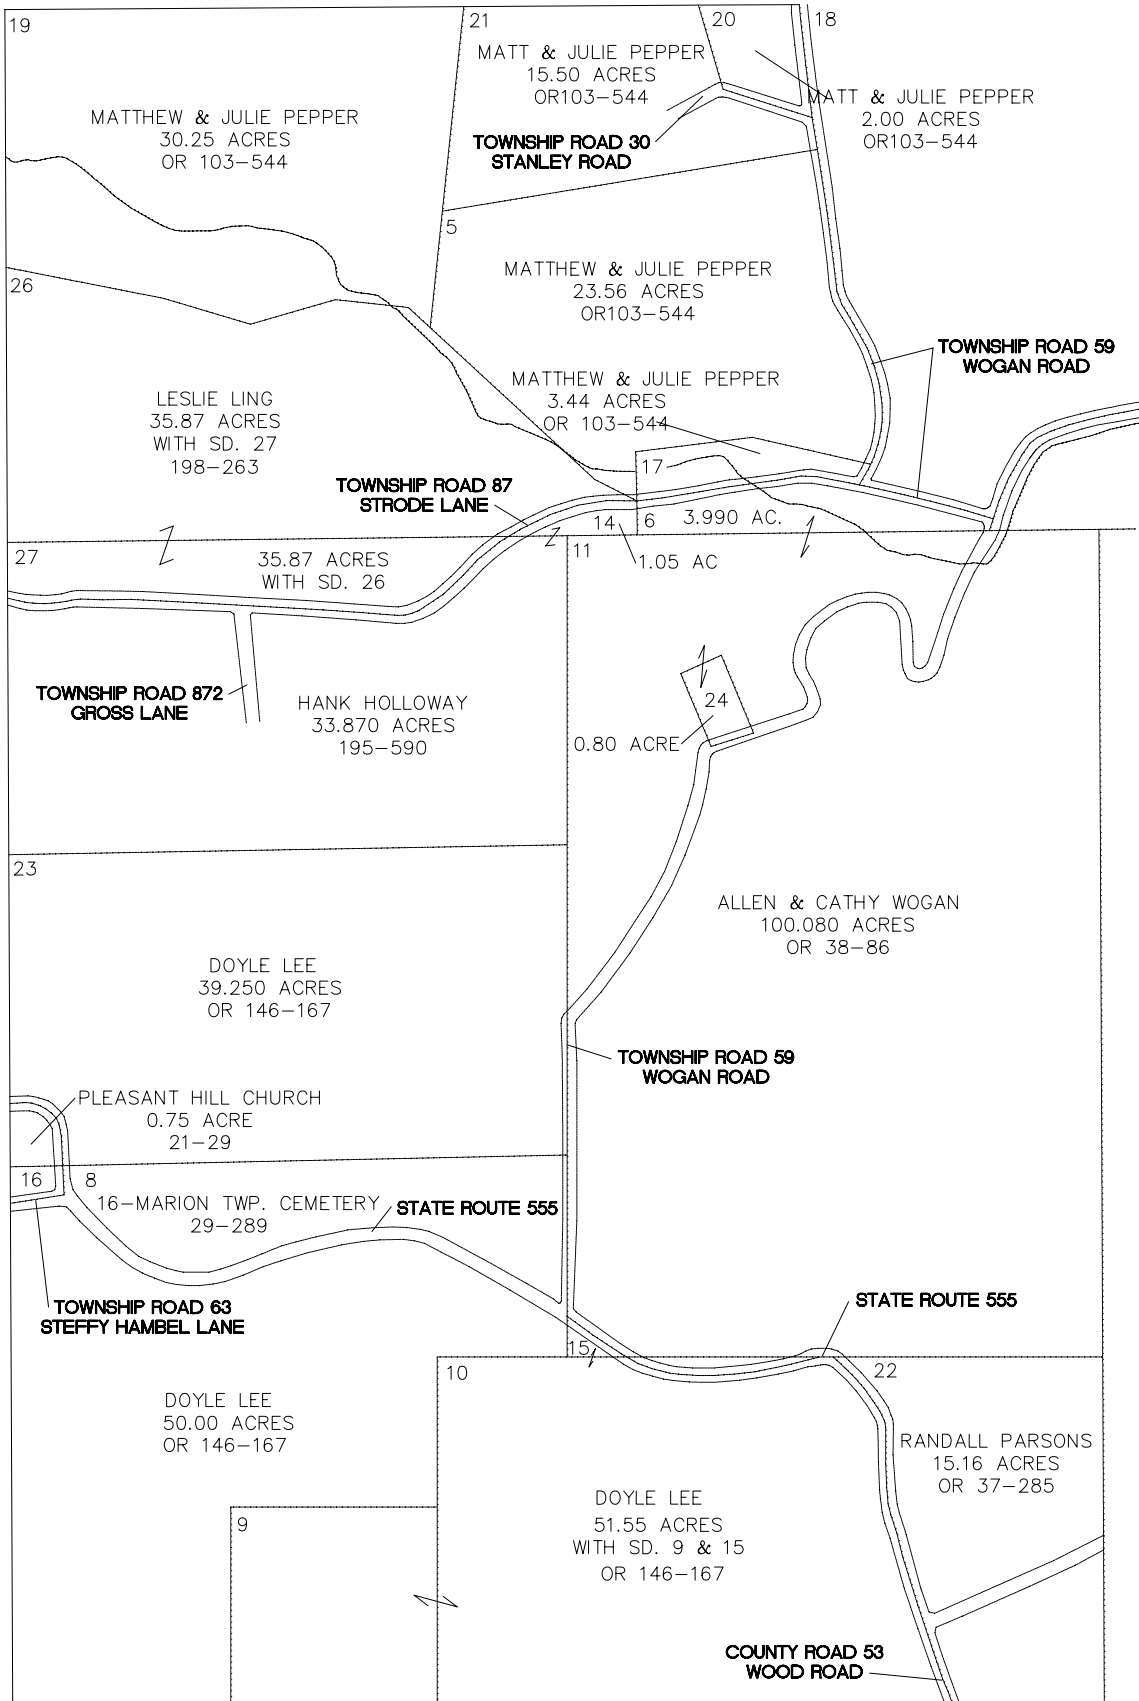 19
21
20
18
MATT & JULIE PEPPER
15.50 ACRES
OR103-544
MATT & JULIE PEPPER
2.00 ACRES
OR103-544
MATTHEW & JULIE PEPPER
30.25 ACRES
OR 103-544
TOWNSHIP ROAD 30
STANLEY ROAD
5
26
MATTHEW & JULIE PEPPER
23.56 ACRES
OR103-544
TOWNSHIP ROAD 59
WOGAN ROAD
MATTHEW & JULIE PEPPER
3.44 ACRES
OR 103-544
LESLIE LING
35.87 ACRES
WITH SD. 27
198-263
17
TOWNSHIP ROAD 87
STRODE LANE
14
6
3.990 AC.
27
35.87 ACRES
WITH SD. 26
11
1.05 AC
TOWNSHIP ROAD 872
GROSS LANE
HANK HOLLOWAY
33.870 ACRES
195-590
24
0.80 ACRE
23
ALLEN & CATHY WOGAN
100.080 ACRES
OR 38-86
DOYLE LEE
39.250 ACRES
OR 146-167
TOWNSHIP ROAD 59
WOGAN ROAD
PLEASANT HILL CHURCH
0.75 ACRE
21-29
16
8
16-MARION TWP. CEMETERY
29-289
STATE ROUTE 555
TOWNSHIP ROAD 63
STEFFY HAMBEL LANE
STATE ROUTE 555
15
10
22
DOYLE LEE
50.00 ACRES
OR 146-167
RANDALL PARSONS
15.16 ACRES
OR 37-285
9
DOYLE LEE
51.55 ACRES
WITH SD. 9 & 15
OR 146-167
COUNTY ROAD 53
WOOD ROAD